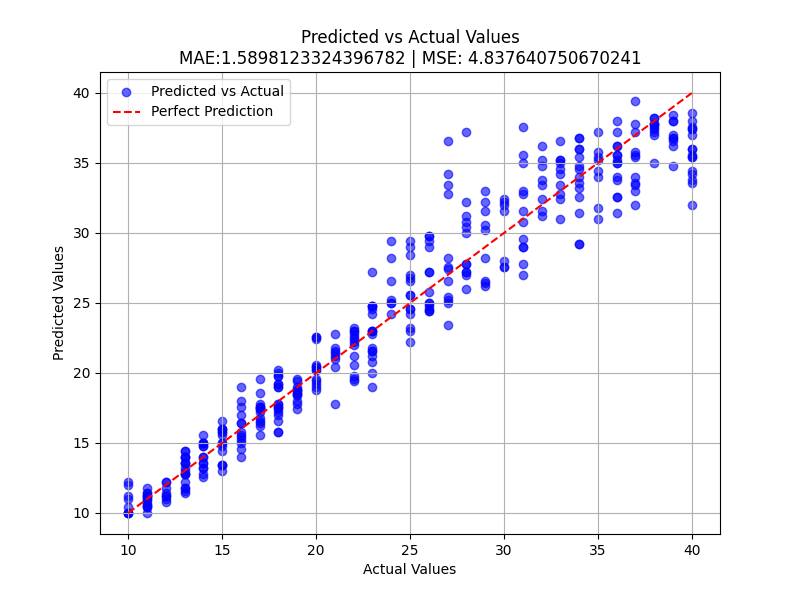 Predicted vs Actual Values
MAE:1.5898123324396782 | MSE: 4.837640750670241
Predicted vs Actual
Perfect Prediction
40
35
30
25
20
15
10
Predicted Values
10 15 20 25 30 35 40
Actual Values